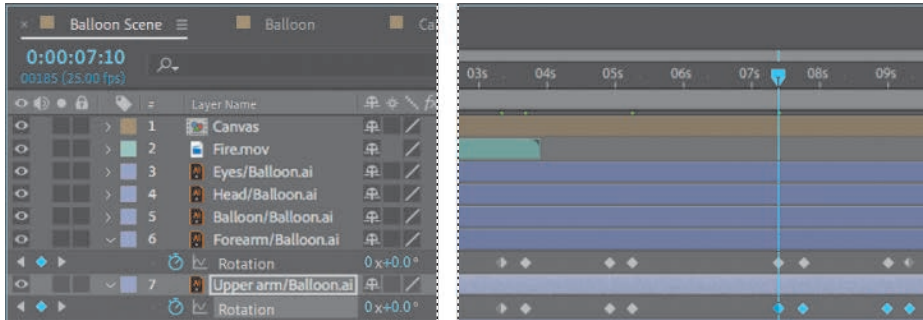 × Balloon Scene ≡ Balloon Ca
0:00:07:10
00185 (25.00 fps)
# Layer Name fx
1 Canvas
2 Fire.mov
3 Eyes/Balloon.ai
4 Head/Balloon.ai
5 Balloon/Balloon.ai
6 Forearm/Balloon.ai
Rotation 0x+0.0°
7 Upper arm/Balloon.ai
Rotation 0x+0.0°
03s 04s 05s 06s 07s 08s 09s